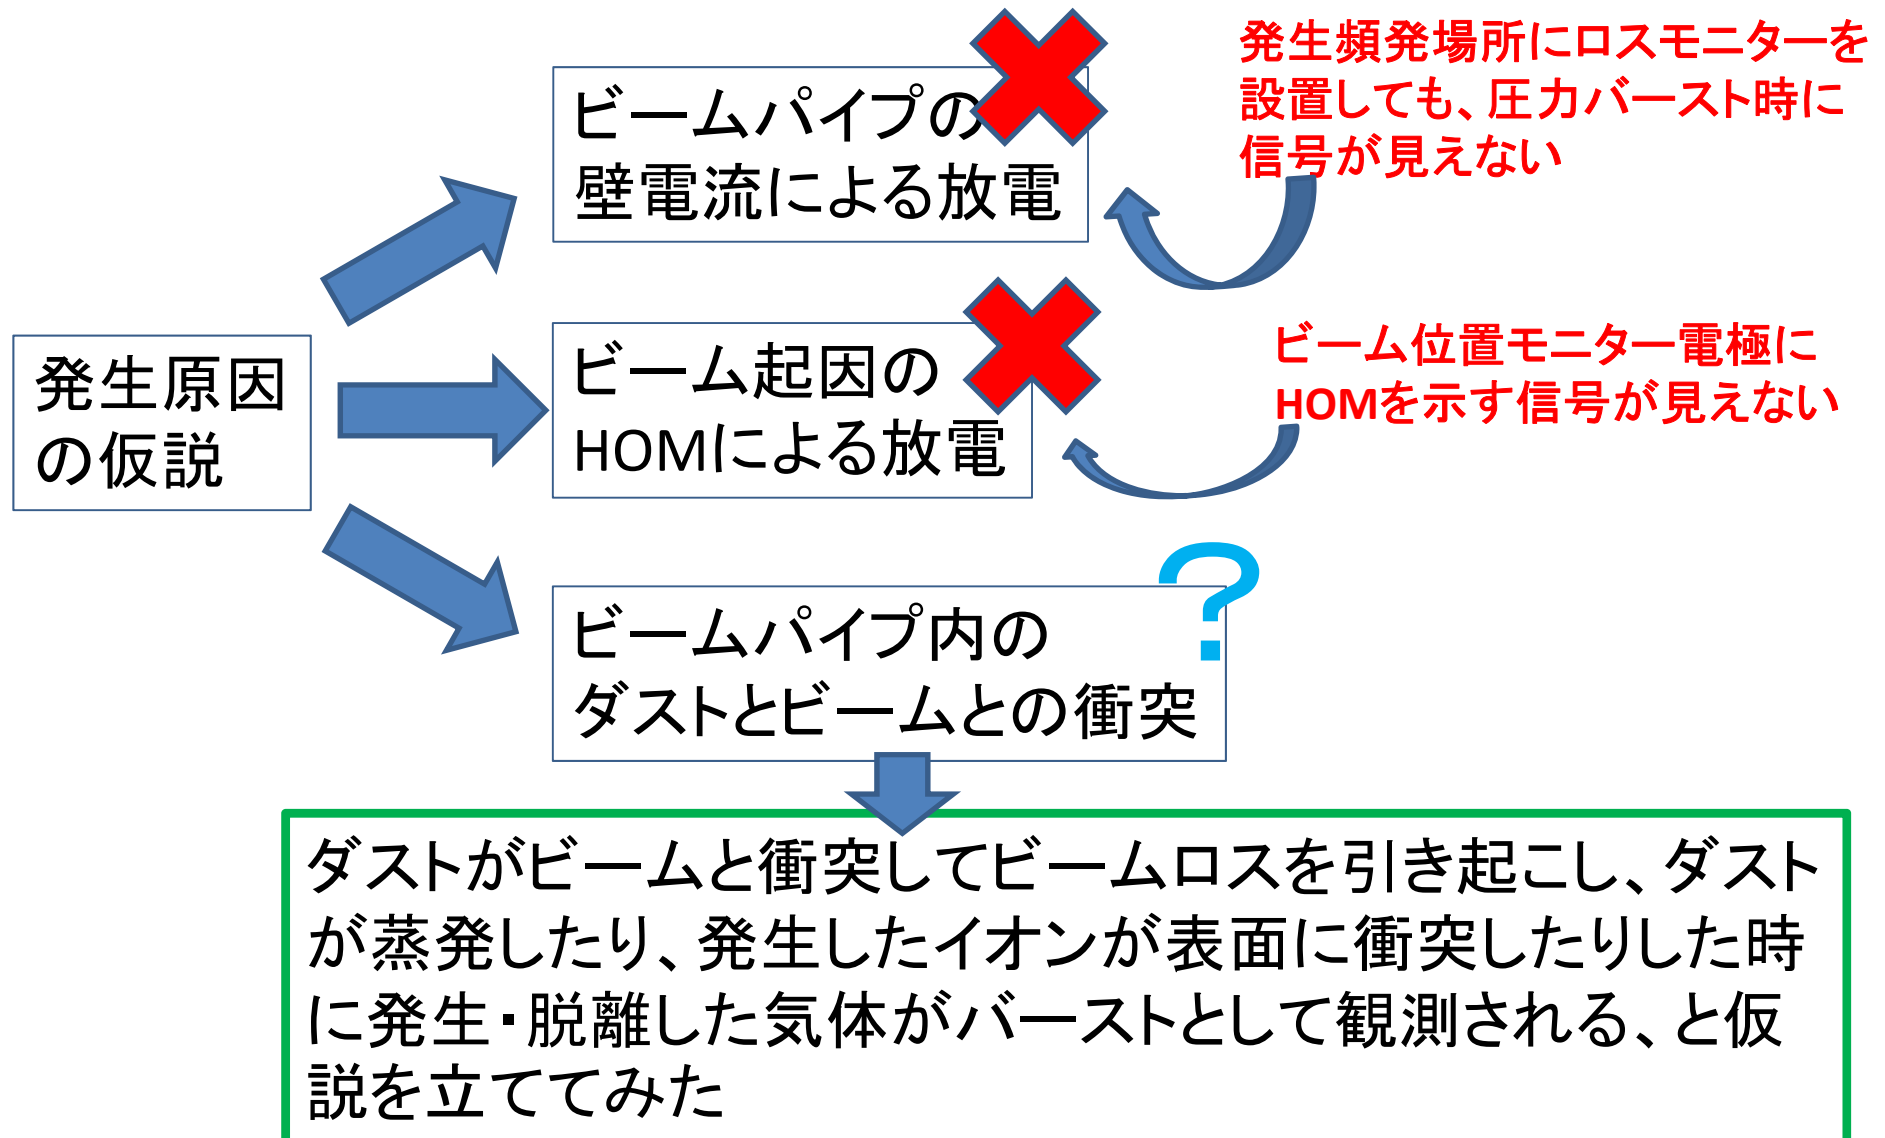 発生頻発場所にロスモニターを
設置しても、圧力バースト時に
信号が見えない
ビームパイプの
壁電流による放電
ビーム位置モニター電極に
HOMを示す信号が見えない
ビーム起因の
HOMによる放電
発生原因
の仮説
?
ビームパイプ内の
ダストとビームとの衝突
ダストがビームと衝突してビームロスを引き起こし、ダスト
が蒸発したり、発生したイオンが表面に衝突したりした時
に発生・脱離した気体がバーストとして観測される、と仮
説を立ててみた